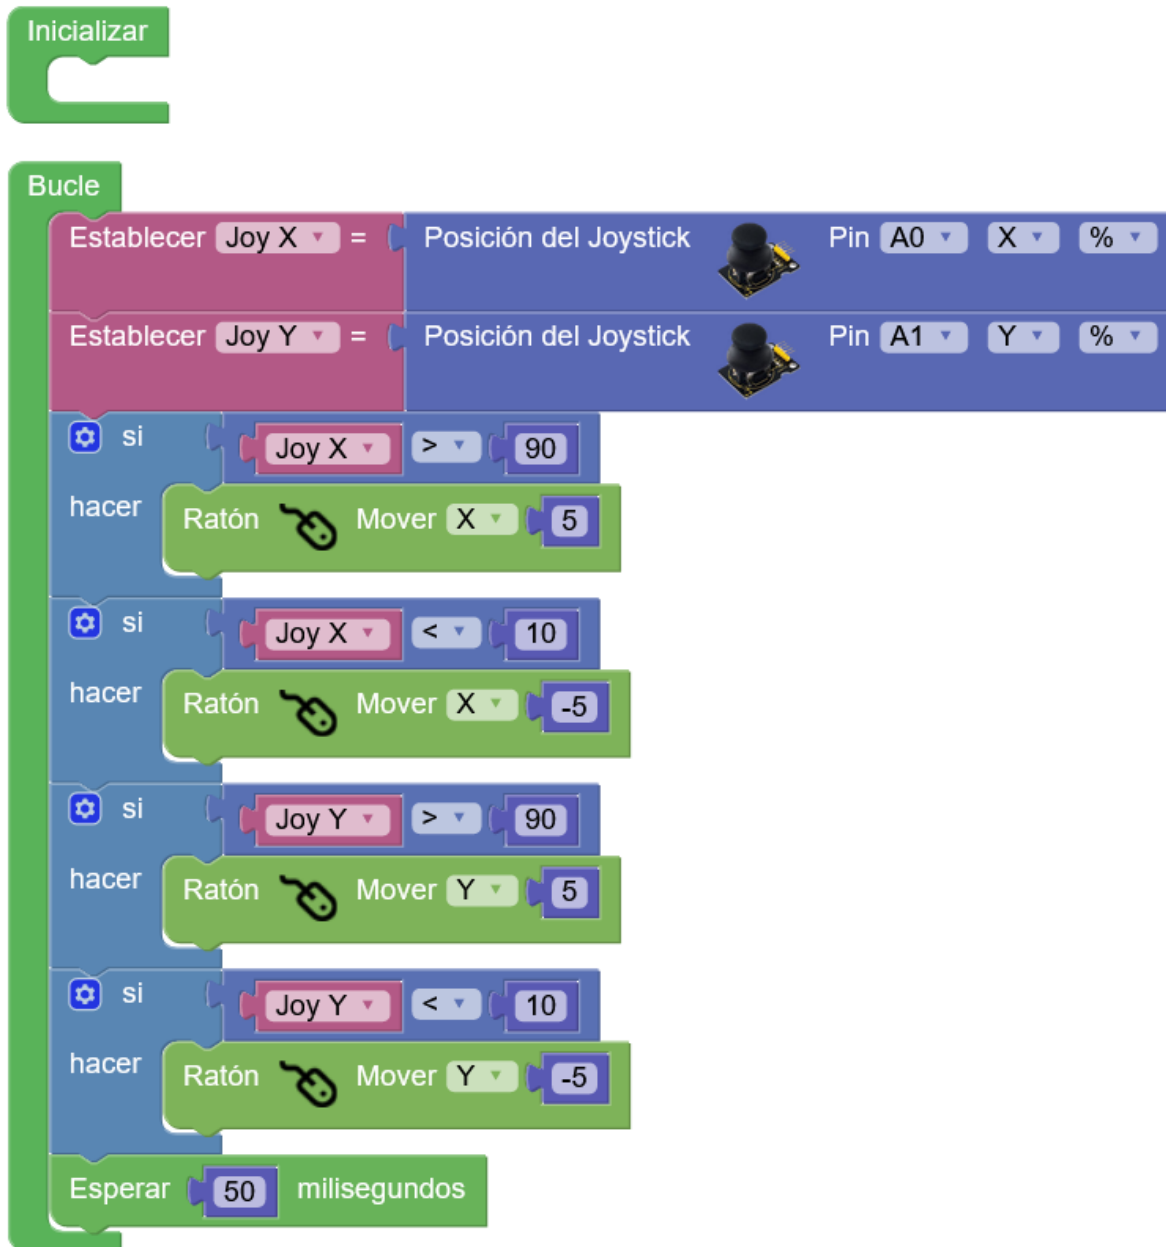 Inicializar
Bucle
Establecer Joy X = Posición del Joystick Pin A0 X %
Establecer Joy Y = Posición del Joystick Pin A1 Y %
si Joy X > 90
hacer Ratón Mover X 5
si Joy X < 10
hacer Ratón Mover X -5
si Joy Y > 90
hacer Ratón Mover Y 5
si Joy Y < 10
hacer Ratón Mover Y -5
Esperar 50 milisegundos